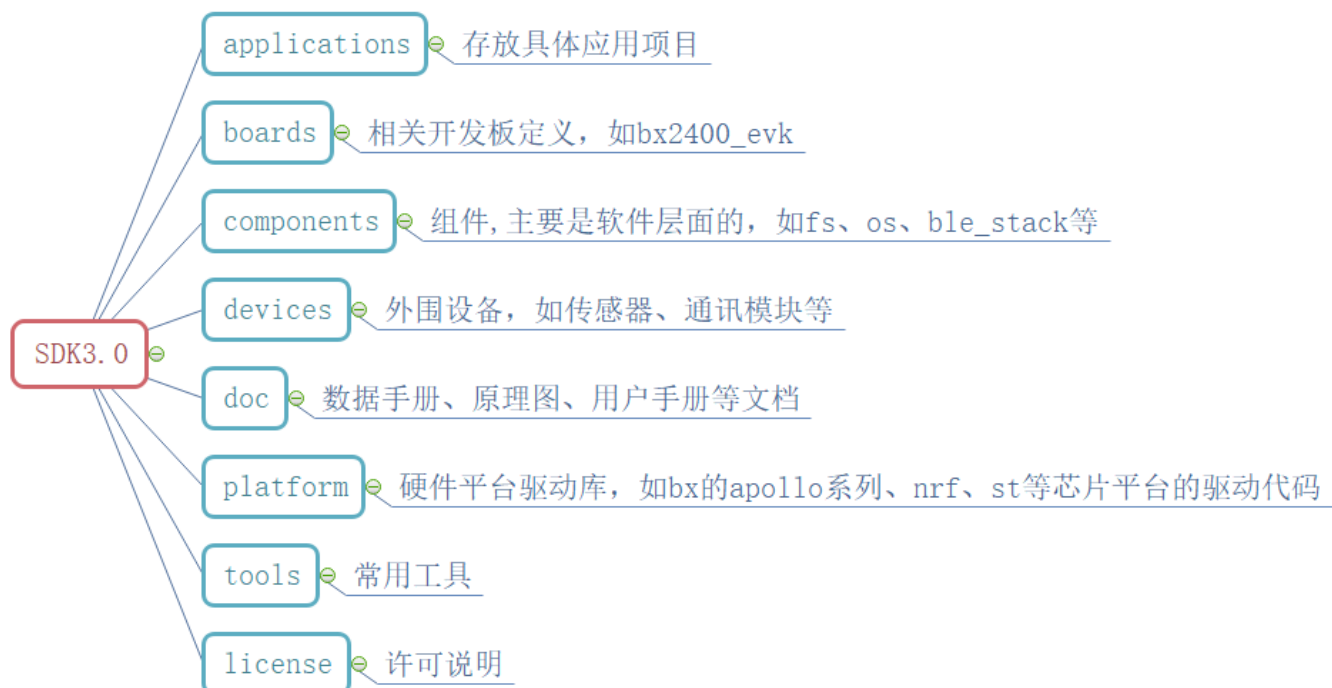 applications 存放具体应用项目
boards 相关开发板定义，如bx2400_evk
components 组件,主要是软件层面的，如fs、os、ble_stack等
devices 外围设备，如传感器、通讯模块等
SDK3.0
doc 数据手册、原理图、用户手册等文档
platform 硬件平台驱动库，如bx的apollo系列、nrf、st等芯片平台的驱动代码
tools 常用工具
license 许可说明